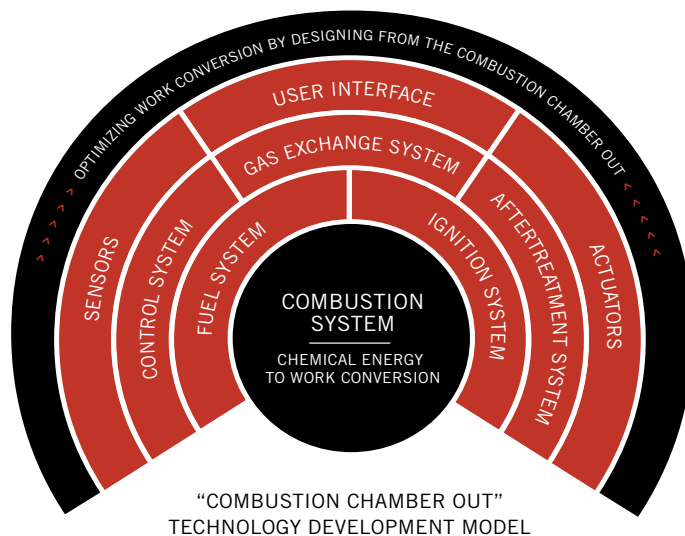 > > > > > OPTIMIZING WORK CONVERSION BY DESIGNING FROM THE COMBUSTION CHAMBER OUT < < < < <
USER INTERFACE
GAS EXCHANGE SYSTEM
SENSORS
CONTROL SYSTEM
FUEL SYSTEM
IGNITION SYSTEM
AFTERTREATMENT SYSTEM
ACTUATORS
COMBUSTION
SYSTEM
CHEMICAL ENERGY
TO WORK CONVERSION
“COMBUSTION CHAMBER OUT”
TECHNOLOGY DEVELOPMENT MODEL